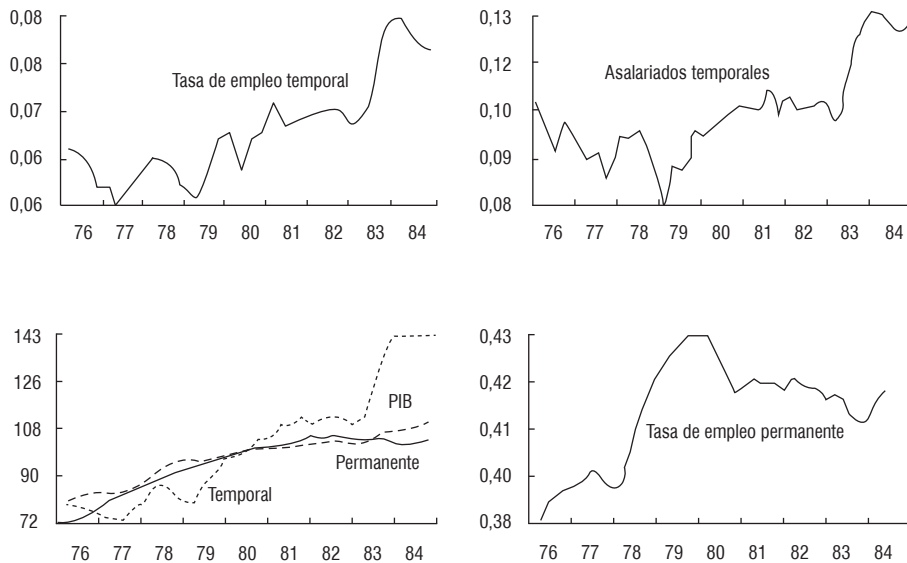 0,08
0,08
0,07
0,06
0,06
Tasa de empleo temporal
76 77 78 79 80 81 82 83 84
0,13
0,12
0,10
0,09
0,08
Asalariados temporales
76 77 78 79 80 81 82 83 84
143
126
108
90
72
PIB
Permanente
Temporal
76 77 78 79 80 81 82 83 84
0,43
0,42
0,41
0,40
0,38
Tasa de empleo permanente
76 77 78 79 80 81 82 83 84